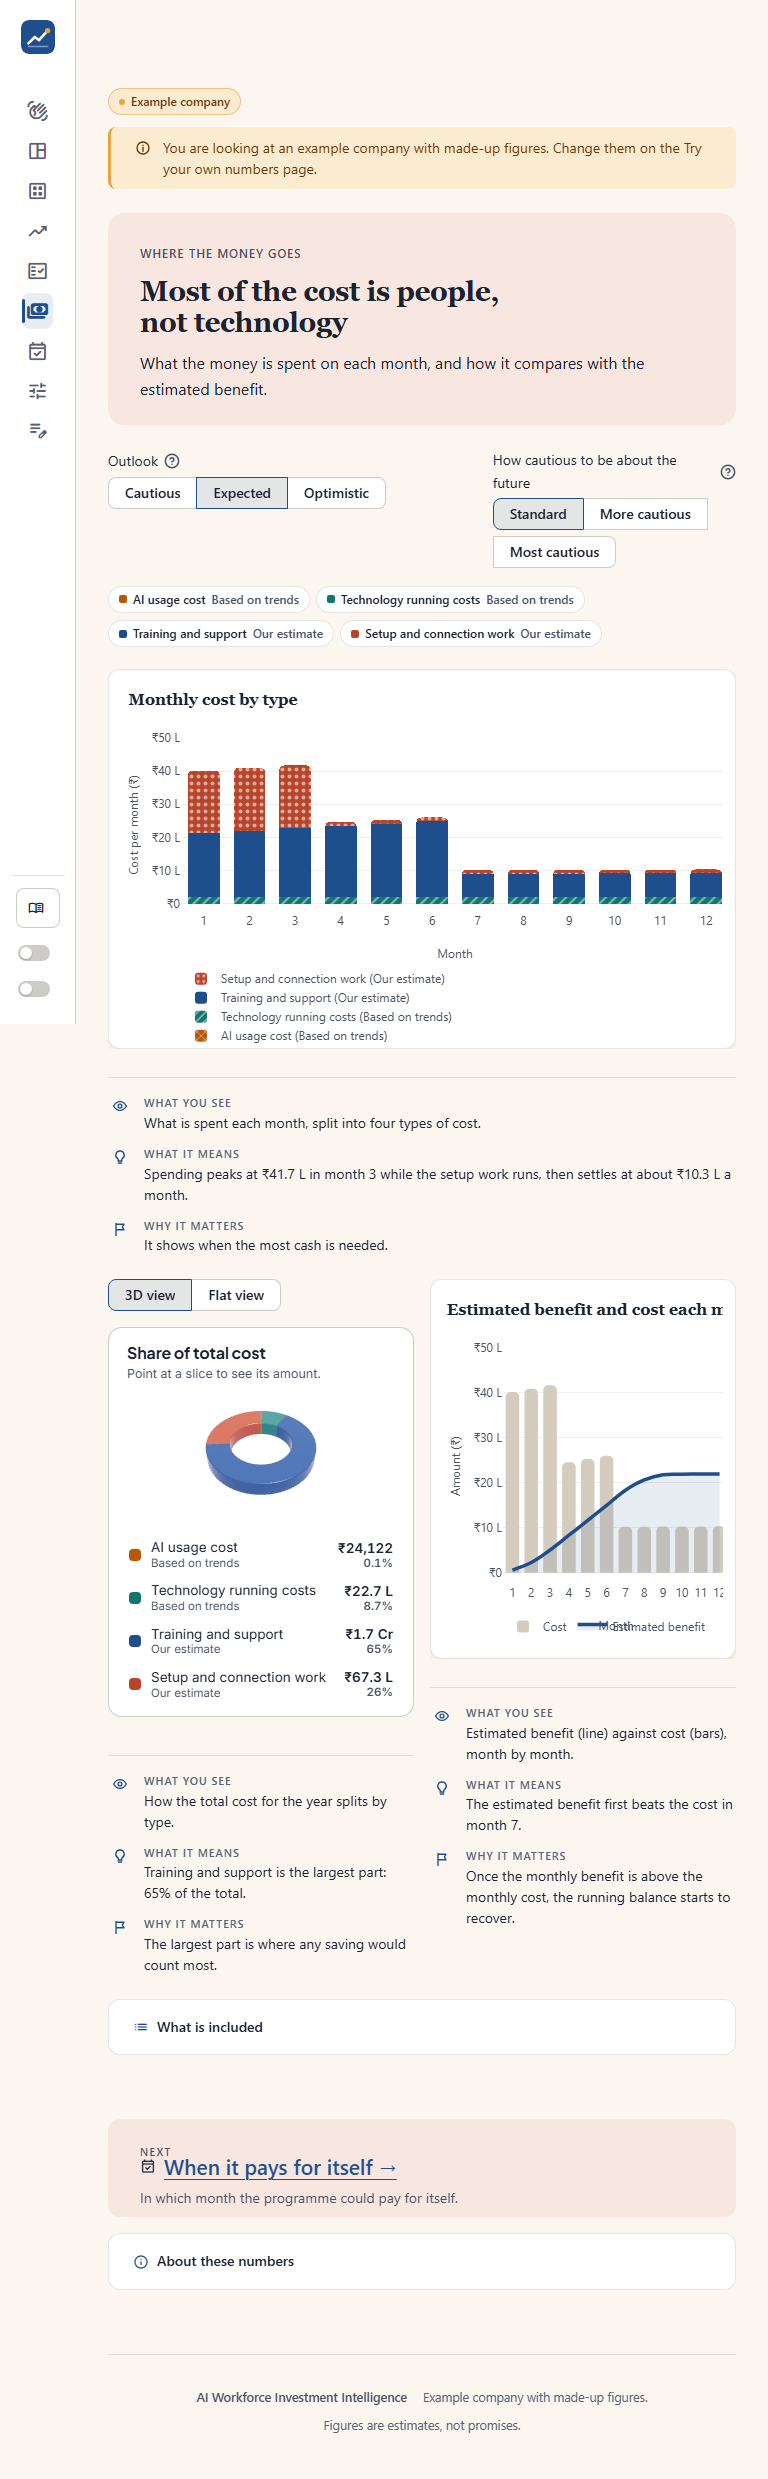 Example company
You are looking at an example company with made-up figures. Change them on the Try
your own numbers page.
WHERE THE MONEY GOES
Most of the cost is people,
not technology
What the money is spent on each month, and how it compares with the
estimated benefit.
Outlook
Cautious Expected Optimistic
How cautious to be about the
future
Standard More cautious
Most cautious
AI usage cost Based on trends
Technology running costs Based on trends
Training and support Our estimate
Setup and connection work Our estimate
Monthly cost by type
₹50 L
₹40 L
₹30 L
₹20 L
₹10 L
₹0
Cost per month (₹)
1 2 3 4 5 6 7 8 9 10 11 12
Month
Setup and connection work (Our estimate)
Training and support (Our estimate)
Technology running costs (Based on trends)
AI usage cost (Based on trends)
WHAT YOU SEE
What is spent each month, split into four types of cost.
WHAT IT MEANS
Spending peaks at ₹41.7 L in month 3 while the setup work runs, then settles at about ₹10.3 L a
month.
WHY IT MATTERS
It shows when the most cash is needed.
3D view Flat view
Share of total cost
Point at a slice to see its amount.
AI usage cost ₹24,122
Based on trends 0.1%
Technology running costs ₹22.7 L
Based on trends 8.7%
Training and support ₹1.7 Cr
Our estimate 65%
Setup and connection work ₹67.3 L
Our estimate 26%
WHAT YOU SEE
How the total cost for the year splits by
type.
WHAT IT MEANS
Training and support is the largest part:
65% of the total.
WHY IT MATTERS
The largest part is where any saving would
count most.
Estimated benefit and cost each m
₹50 L
₹40 L
₹30 L
₹20 L
₹10 L
₹0
Amount (₹)
1 2 3 4 5 6 7 8 9 10 11 12
Month
Cost Estimated benefit
WHAT YOU SEE
Estimated benefit (line) against cost (bars),
month by month.
WHAT IT MEANS
The estimated benefit first beats the cost in
month 7.
WHY IT MATTERS
Once the monthly benefit is above the
monthly cost, the running balance starts to
recover.
What is included
NEXT
When it pays for itself →
In which month the programme could pay for itself.
About these numbers
AI Workforce Investment Intelligence Example company with made-up figures.
Figures are estimates, not promises.